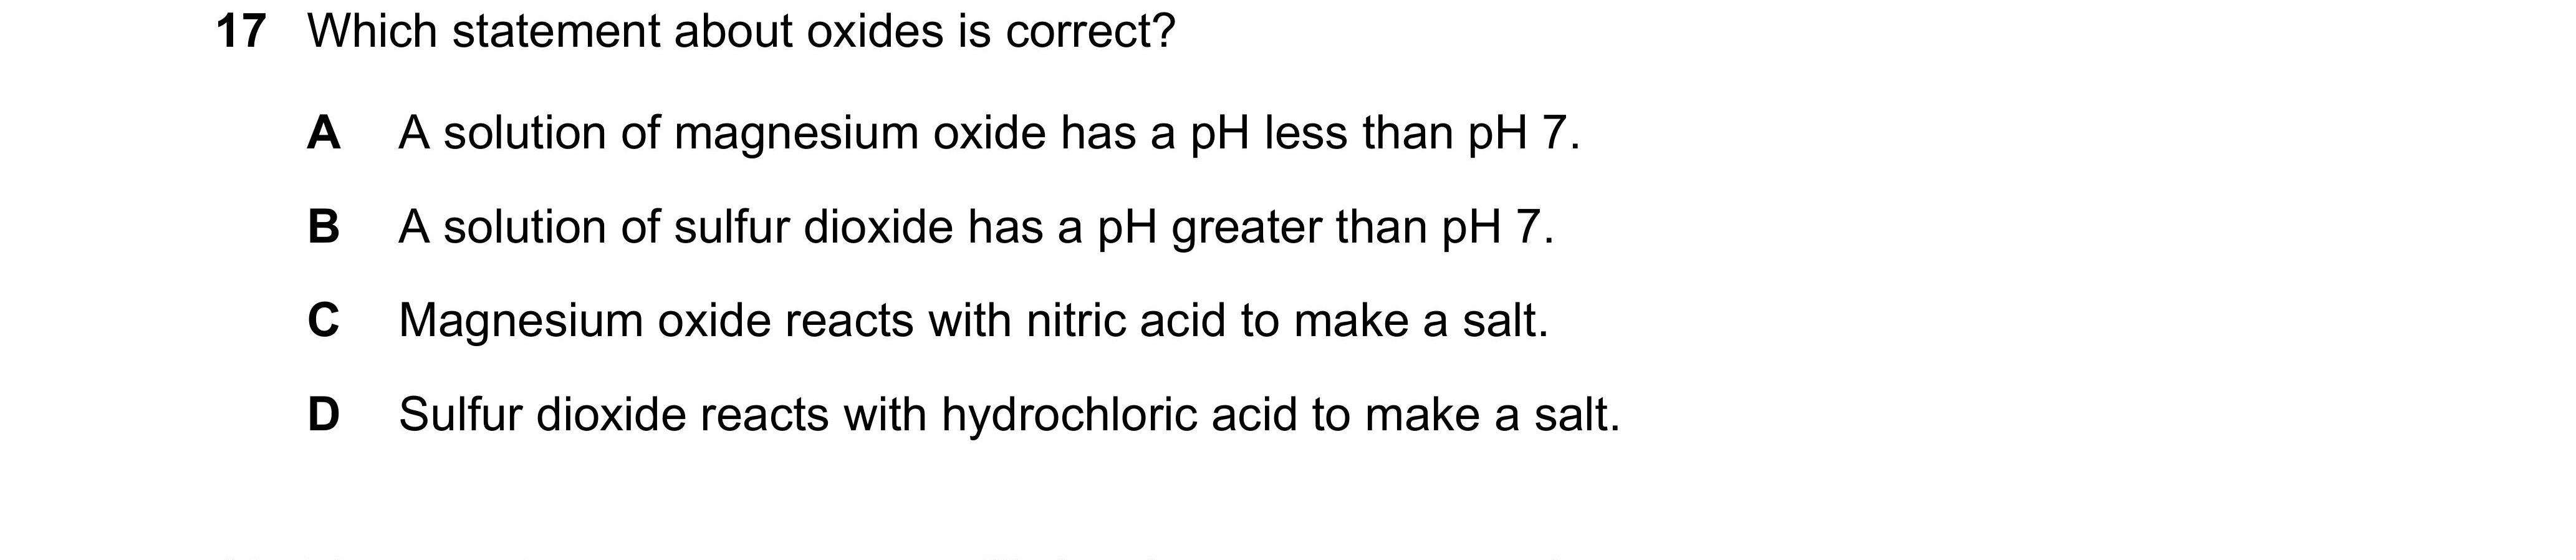 17 Which statement about oxides is correct?
A A solution of magnesium oxide has a pH less than pH 7.
B A solution of sulfur dioxide has a pH greater than pH 7.
C Magnesium oxide reacts with nitric acid to make a salt.
D Sulfur dioxide reacts with hydrochloric acid to make a salt.